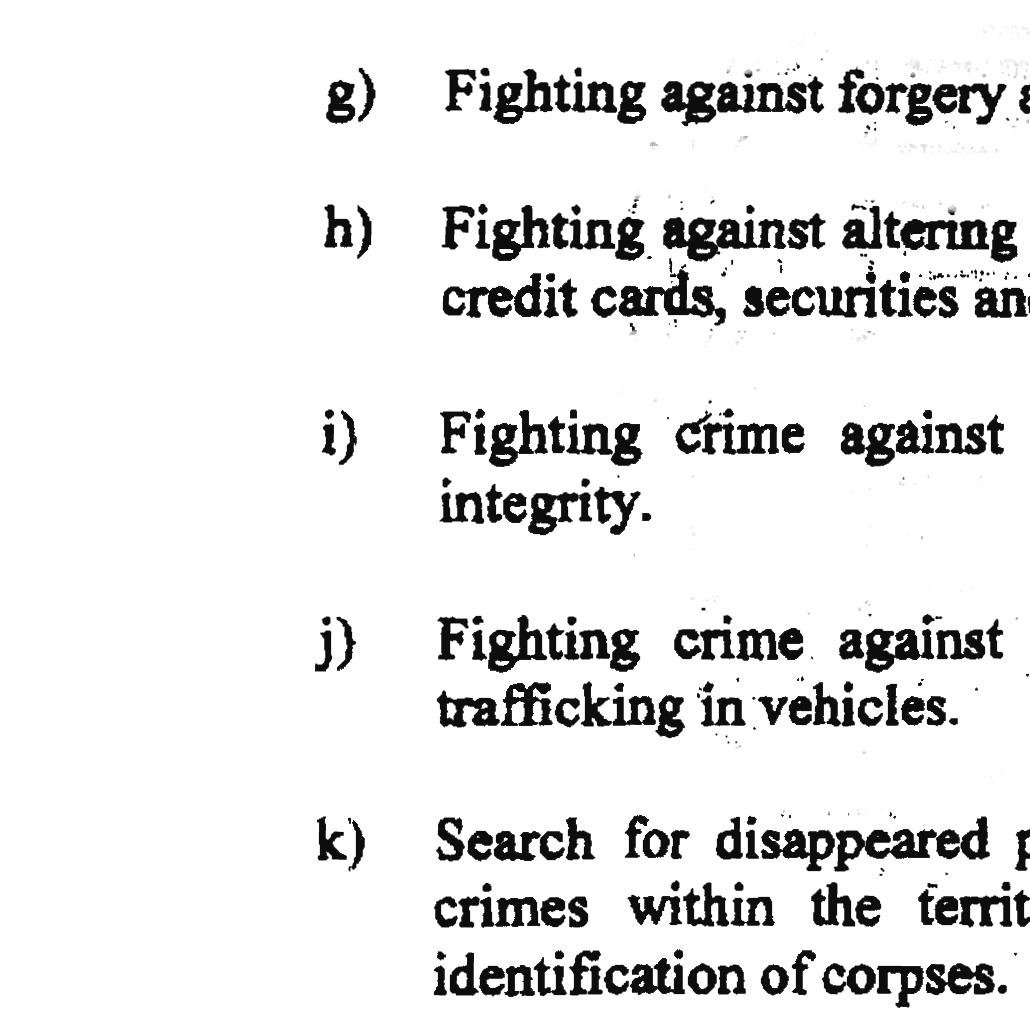 g) Fighting against forgery
h) Fighting against altering
credit cards, securities
i) Fighting crime against
integrity.
j) Fighting crime against
trafficking in vehicles.
k) Search for disappeared
crimes within the
identification of corpses.